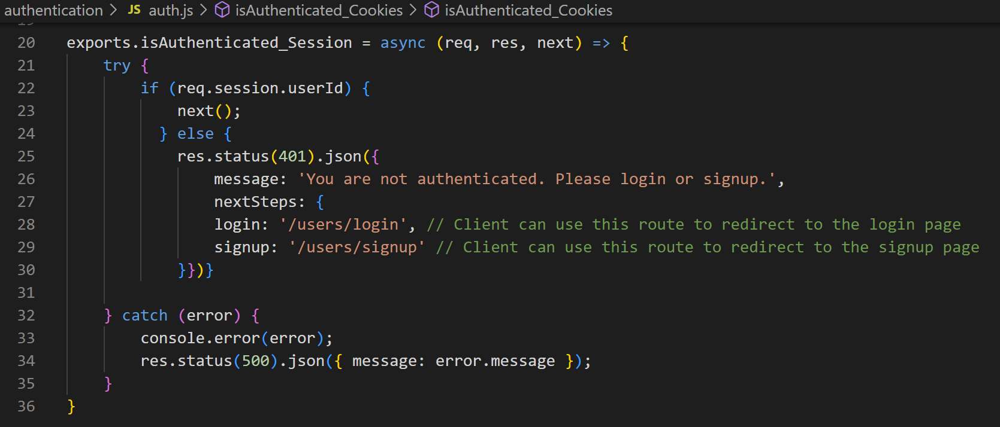 authentication > JS auth.js > isAuthenticated_Cookies > isAuthenticated_Cookies
20 exports.isAuthenticated_Session = async (req, res, next) => {
21 try {
22 if (req.session.userId) {
23 next();
24 } else {
25 res.status(401).json({
26 message: 'You are not authenticated. Please login or signup.',
27 nextSteps: {
28 login: '/users/login', // Client can use this route to redirect to the login page
29 signup: '/users/signup' // Client can use this route to redirect to the signup page
30 }})}
31
32 } catch (error) {
33 console.error(error);
34 res.status(500).json({ message: error.message });
35 }
36 }